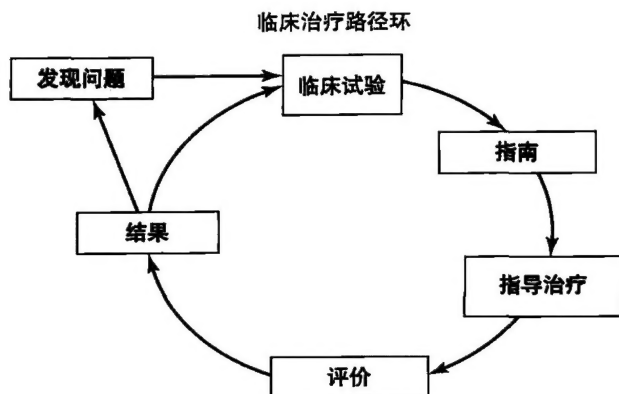 临床治疗路径环
发现问题
临床试验
指南
指导治疗
评价
结果